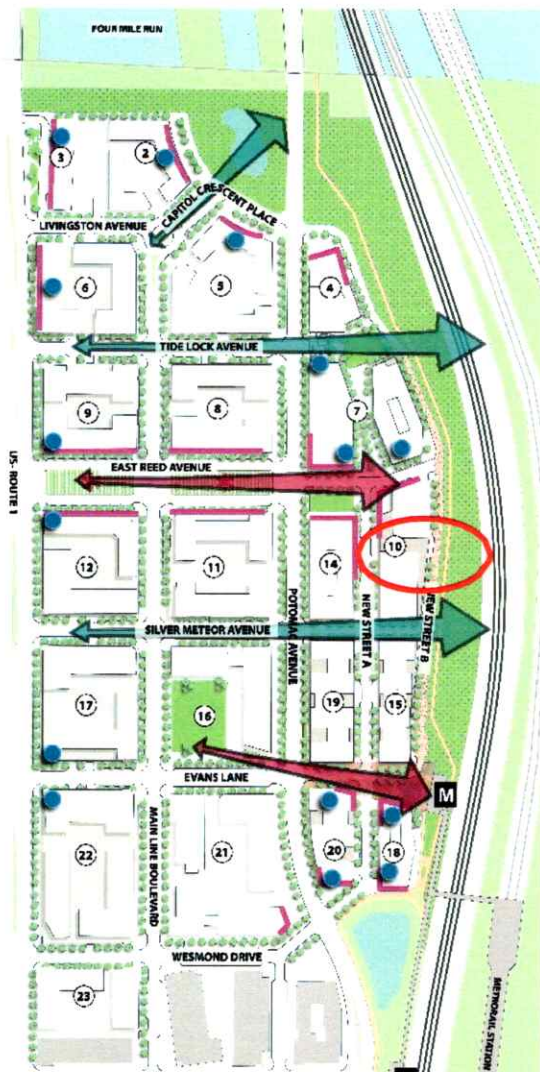 FOUR MILE RUN
3
2
CAPITOL CRESCENT PLACE
LIVINGSTON AVENUE
6
5
4
TIDE LOCK AVENUE
9
8
7
US- ROUTE 1
EAST REED AVENUE
12
11
14
10
POTOMAC AVENUE
NEW STREET A
NEW STREET B
SILVER METEOR AVENUE
17
16
19
15
EVANS LANE
M
MAIN LINE BOULEVARD
22
21
20
18
WESMOND DRIVE
23
METRORAIL STATION